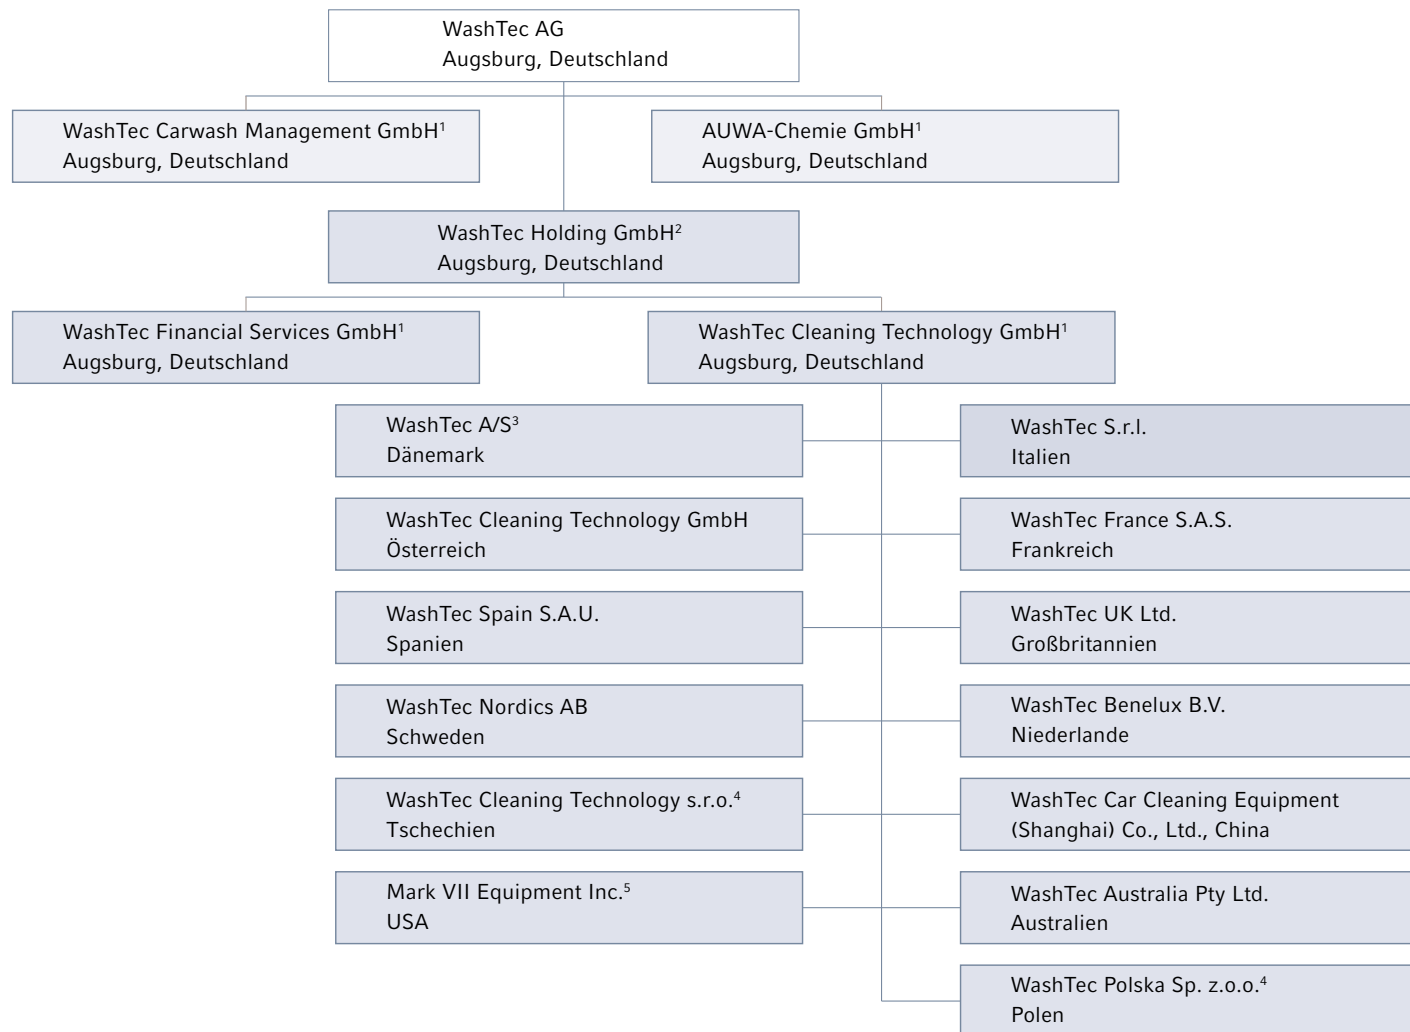 WashTec AG
Augsburg, Deutschland
WashTec Carwash Management GmbH¹
Augsburg, Deutschland
AUWA-Chemie GmbH¹
Augsburg, Deutschland
WashTec Holding GmbH²
Augsburg, Deutschland
WashTec Financial Services GmbH¹
Augsburg, Deutschland
WashTec Cleaning Technology GmbH¹
Augsburg, Deutschland
WashTec A/S³
Dänemark
WashTec S.r.l.
Italien
WashTec Cleaning Technology GmbH
Österreich
WashTec France S.A.S.
Frankreich
WashTec Spain S.A.U.
Spanien
WashTec UK Ltd.
Großbritannien
WashTec Nordics AB
Schweden
WashTec Benelux B.V.
Niederlande
WashTec Cleaning Technology s.r.o.⁴
Tschechien
WashTec Car Cleaning Equipment
(Shanghai) Co., Ltd., China
Mark VII Equipment Inc.⁵
USA
WashTec Australia Pty Ltd.
Australien
WashTec Polska Sp. z.o.o.⁴
Polen